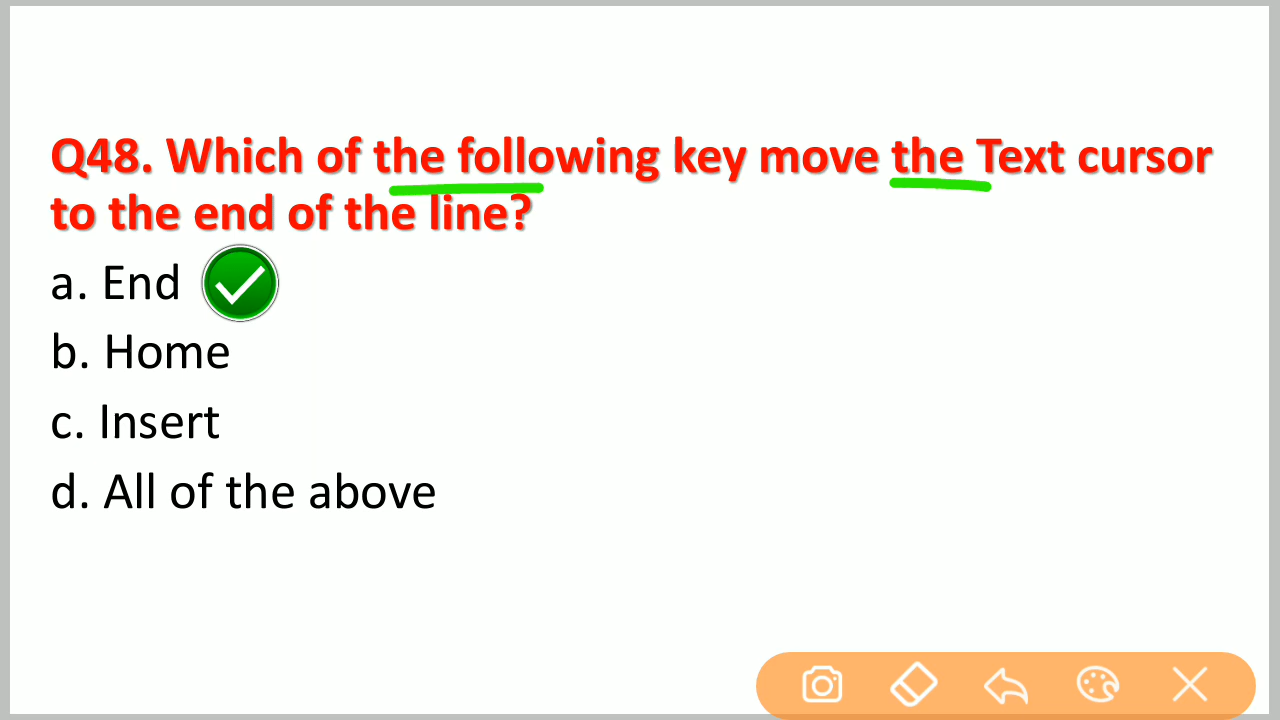 Q48. Which of the following key move the Text cursor
to the end of the line?
a. End
b. Home
c. Insert
d. All of the above